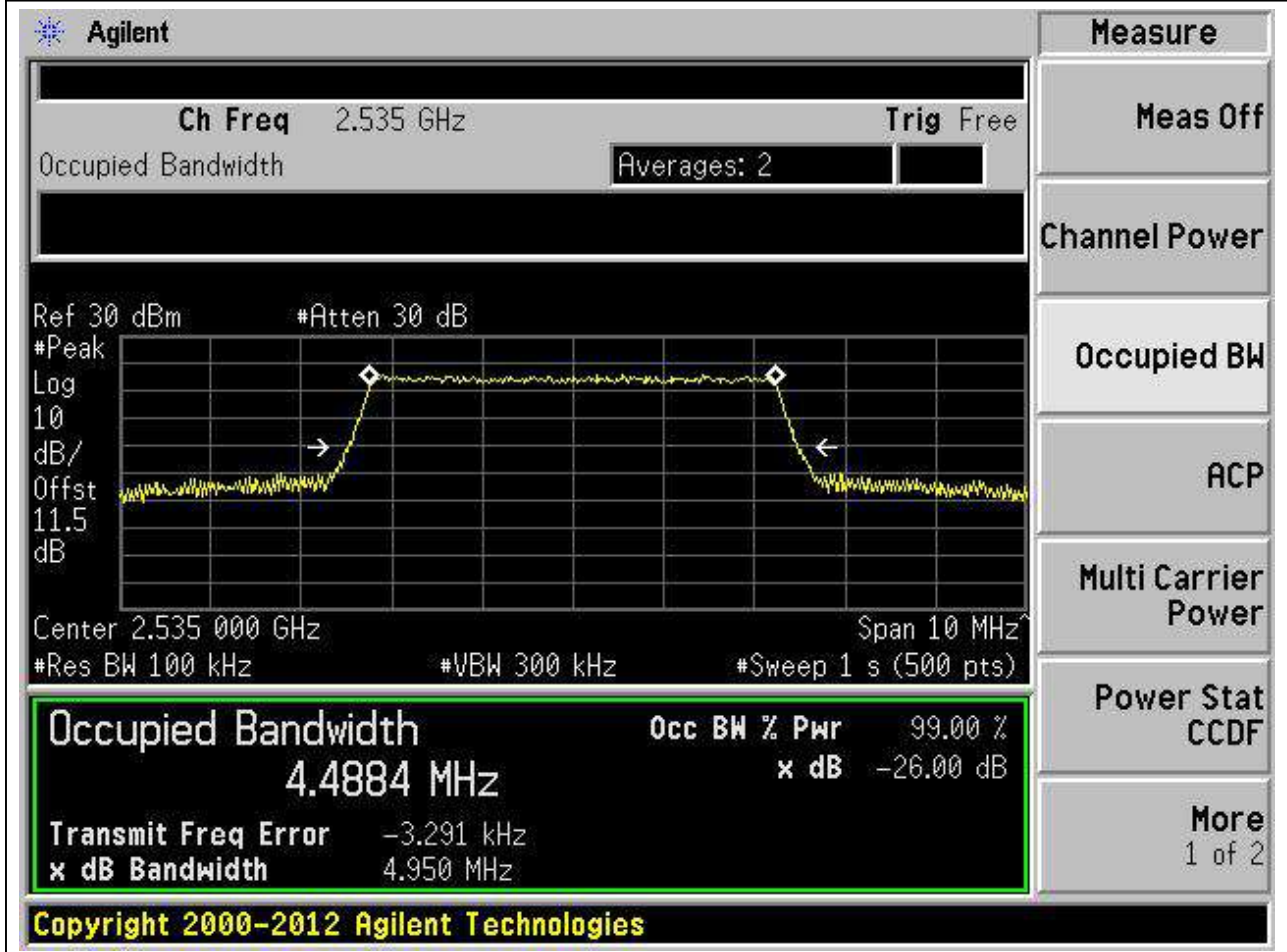 Agilent
Measure
Ch Freq 2.535 GHz Trig Free
Meas Off
Occupied Bandwidth Averages: 2
Channel Power
Ref 30 dBm #Atten 30 dB
#Peak
Log
10
dB/
Offst
11.5
dB
Occupied BW
ACP
Center 2.535 000 GHz Span 10 MHz^
#Res BW 100 kHz #VBW 300 kHz #Sweep 1 s (500 pts)
Multi Carrier
Power
Occupied Bandwidth Occ BW % Pwr 99.00 %
4.4884 MHz x dB -26.00 dB
Transmit Freq Error -3.291 kHz
x dB Bandwidth 4.950 MHz
Power Stat
CCDF
More
1 of 2
Copyright 2000-2012 Agilent Technologies